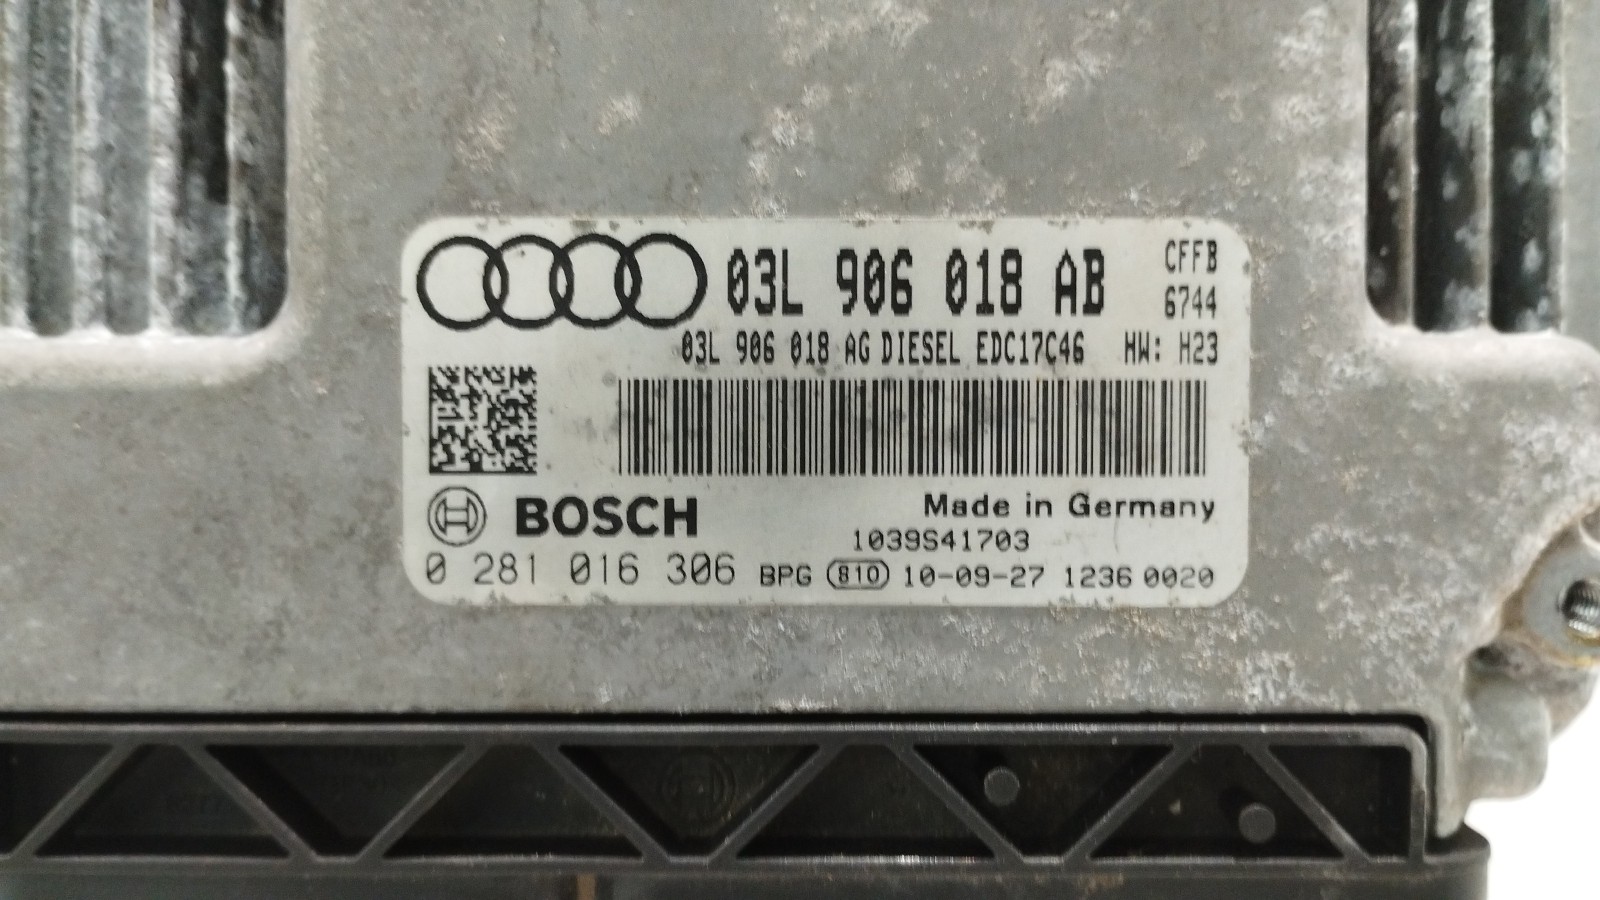 03L 906 018 AB
CFFB
6744
03L 906 018 AG DIESEL EDC17C46 HW: H23
BOSCH
Made in Germany
1039S41703
0 281 016 306 BPG 810 10-09-27 1236 0020